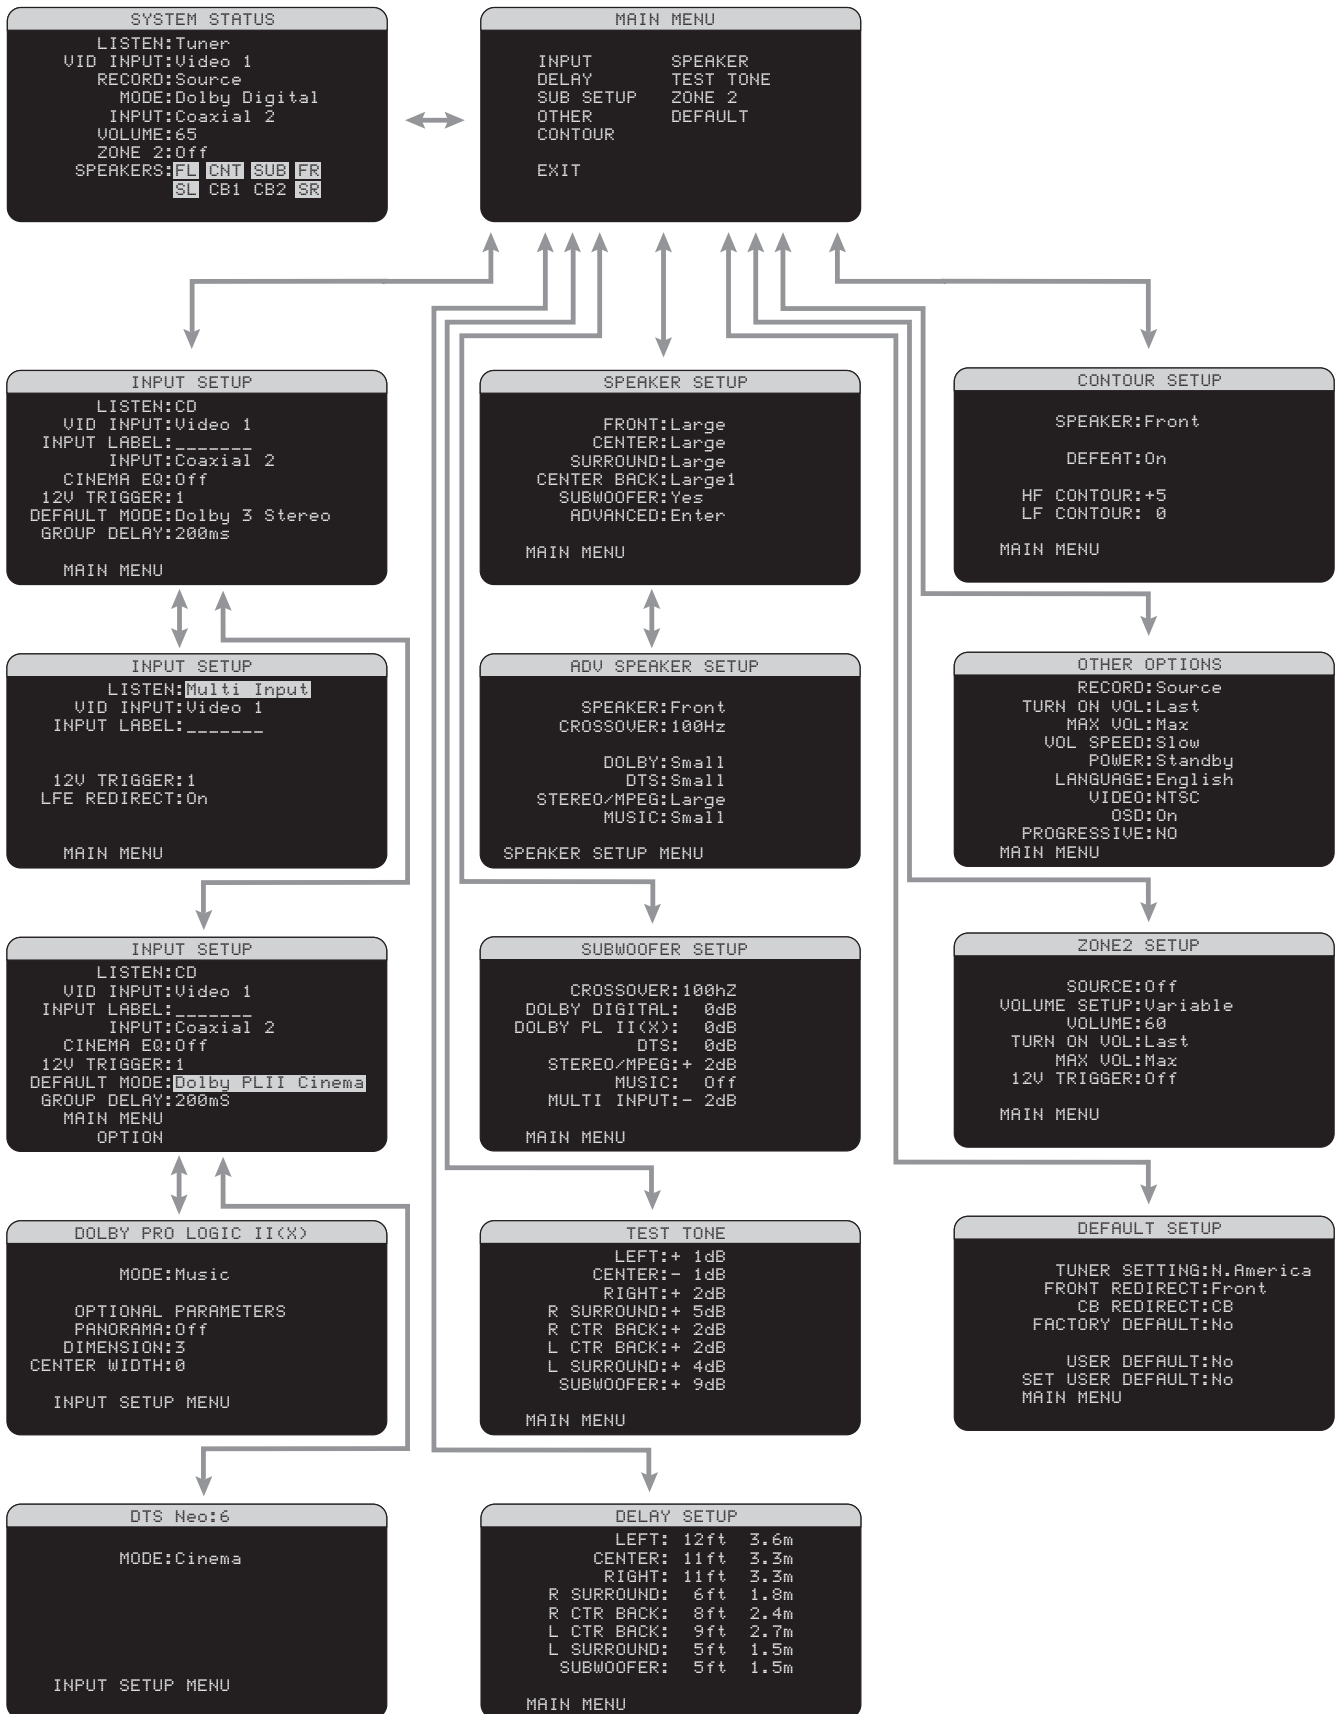 SYSTEM STATUS
LISTEN:Tuner
VID INPUT:Video 1
RECORD:Source
MODE:Dolby Digital
INPUT:Coaxial 2
VOLUME:65
ZONE 2:Off
SPEAKERS:FL CNT SUB FR
SL CB1 CB2 SR
MAIN MENU
INPUT SPEAKER
DELAY TEST TONE
SUB SETUP ZONE 2
OTHER DEFAULT
CONTOUR
EXIT
INPUT SETUP
LISTEN:CD
VID INPUT:Video 1
INPUT LABEL:_______
INPUT:Coaxial 2
CINEMA EQ:Off
12V TRIGGER:1
DEFAULT MODE:Dolby 3 Stereo
GROUP DELAY:200ms
MAIN MENU
SPEAKER SETUP
FRONT:Large
CENTER:Large
SURROUND:Large
CENTER BACK:Large1
SUBWOOFER:Yes
ADVANCED:Enter
MAIN MENU
CONTOUR SETUP
SPEAKER:Front
DEFEAT:On
HF CONTOUR:+5
LF CONTOUR: 0
MAIN MENU
INPUT SETUP
LISTEN:Multi Input
VID INPUT:Video 1
INPUT LABEL:_______
12V TRIGGER:1
LFE REDIRECT:On
MAIN MENU
ADV SPEAKER SETUP
SPEAKER:Front
CROSSOVER:100Hz
DOLBY:Small
DTS:Small
STEREO/MPEG:Large
MUSIC:Small
SPEAKER SETUP MENU
OTHER OPTIONS
RECORD:Source
TURN ON VOL:Last
MAX VOL:Max
VOL SPEED:Slow
POWER:Standby
LANGUAGE:English
VIDEO:NTSC
OSD:On
PROGRESSIVE:NO
MAIN MENU
INPUT SETUP
LISTEN:CD
VID INPUT:Video 1
INPUT LABEL:_______
INPUT:Coaxial 2
CINEMA EQ:Off
12V TRIGGER:1
DEFAULT MODE:Dolby PLII Cinema
GROUP DELAY:200mS
MAIN MENU
OPTION
SUBWOOFER SETUP
CROSSOVER:100hZ
DOLBY DIGITAL: 0dB
DOLBY PL II(X): 0dB
DTS: 0dB
STEREO/MPEG:+ 2dB
MUSIC: Off
MULTI INPUT:- 2dB
MAIN MENU
ZONE2 SETUP
SOURCE:Off
VOLUME SETUP:Variable
VOLUME:60
TURN ON VOL:Last
MAX VOL:Max
12V TRIGGER:Off
MAIN MENU
DOLBY PRO LOGIC II(X)
MODE:Music
OPTIONAL PARAMETERS
PANORAMA:Off
DIMENSION:3
CENTER WIDTH:0
INPUT SETUP MENU
TEST TONE
LEFT:+ 1dB
CENTER:- 1dB
RIGHT:+ 2dB
R SURROUND:+ 5dB
R CTR BACK:+ 2dB
L CTR BACK:+ 2dB
L SURROUND:+ 4dB
SUBWOOFER:+ 9dB
MAIN MENU
DEFAULT SETUP
TUNER SETTING:N.America
FRONT REDIRECT:Front
CB REDIRECT:CB
FACTORY DEFAULT:No
USER DEFAULT:No
SET USER DEFAULT:No
MAIN MENU
DTS Neo:6
MODE:Cinema
INPUT SETUP MENU
DELAY SETUP
LEFT: 12ft 3.6m
CENTER: 11ft 3.3m
RIGHT: 11ft 3.3m
R SURROUND: 6ft 1.8m
R CTR BACK: 8ft 2.4m
L CTR BACK: 9ft 2.7m
L SURROUND: 5ft 1.5m
SUBWOOFER: 5ft 1.5m
MAIN MENU